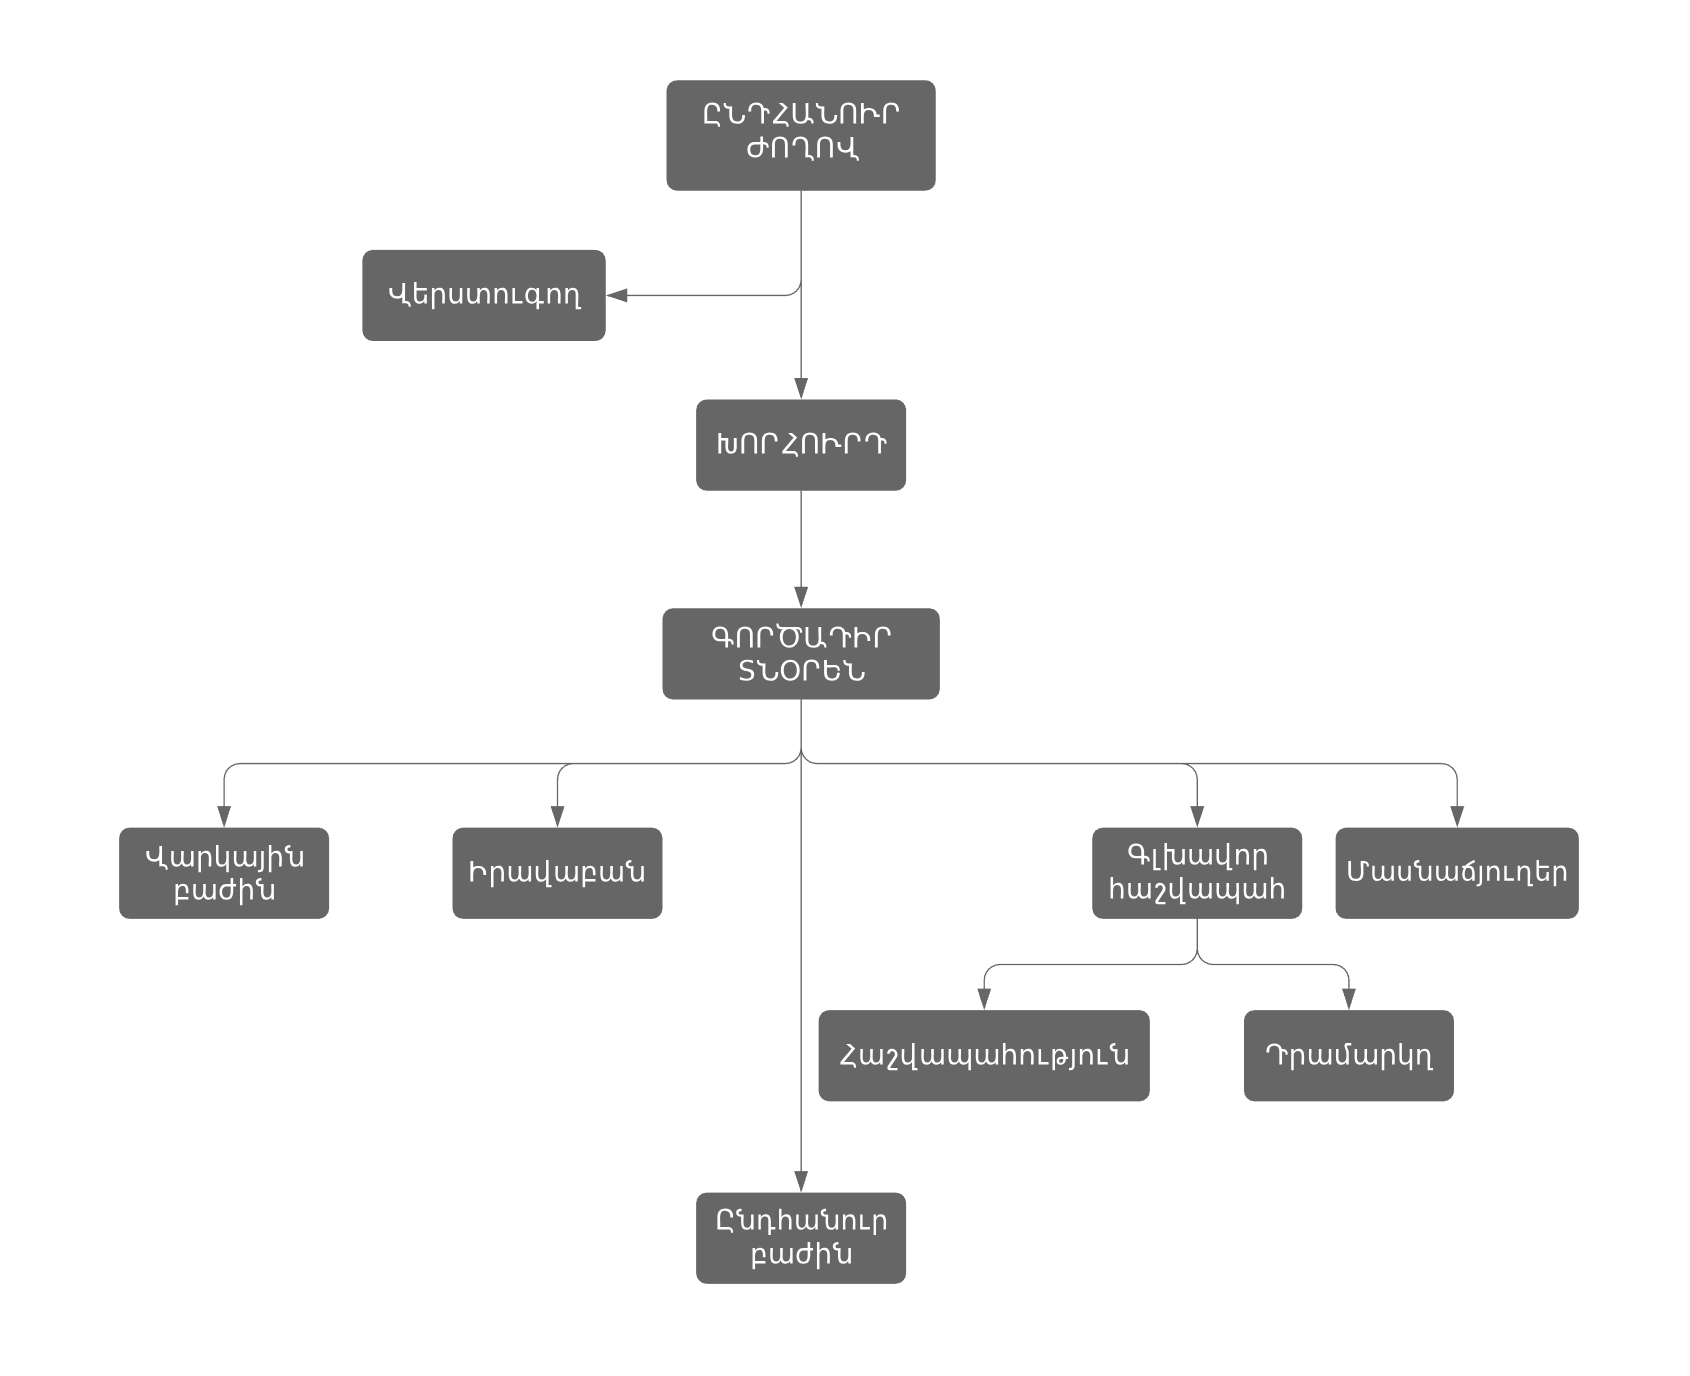 ԸՆԴՀԱՆՈՒՐ
ԺՈՂՈՎ
Վերստուգող
ԽՈՐՀՈՒՐԴ
ԳՈՐԾԱԴԻՐ
ՏՆՕՐԵՆ
Վարկային
բաժին
Իրավաբան
Գլխավոր
հաշվապահ
Մասնաճյուղեր
Հաշվապահություն
Դրամարկղ
Ընդհանուր
բաժին